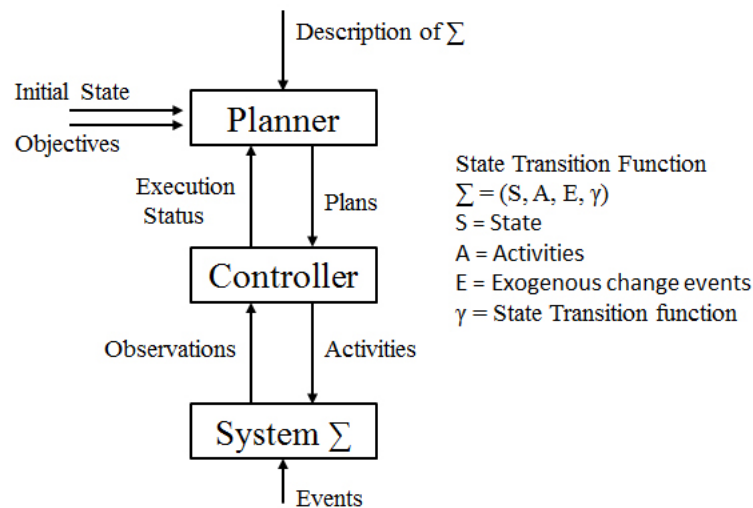 Description of ∑
Initial State
Objectives
Planner
Execution
Status
Plans
Controller
Observations
Activities
System ∑
Events
State Transition Function
∑ = (S, A, E, γ)
S = State
A = Activities
E = Exogenous change events
γ = State Transition function